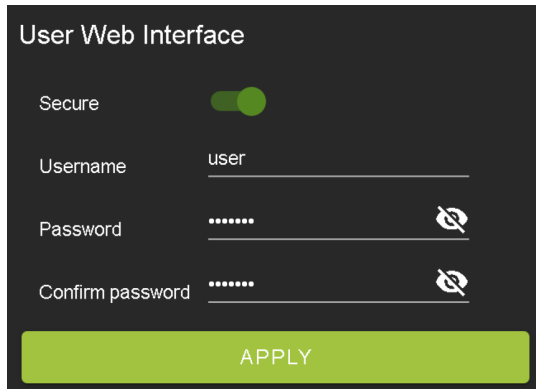 User Web Interface
Secure
Username user
Password •••••••
Confirm password •••••••
APPLY